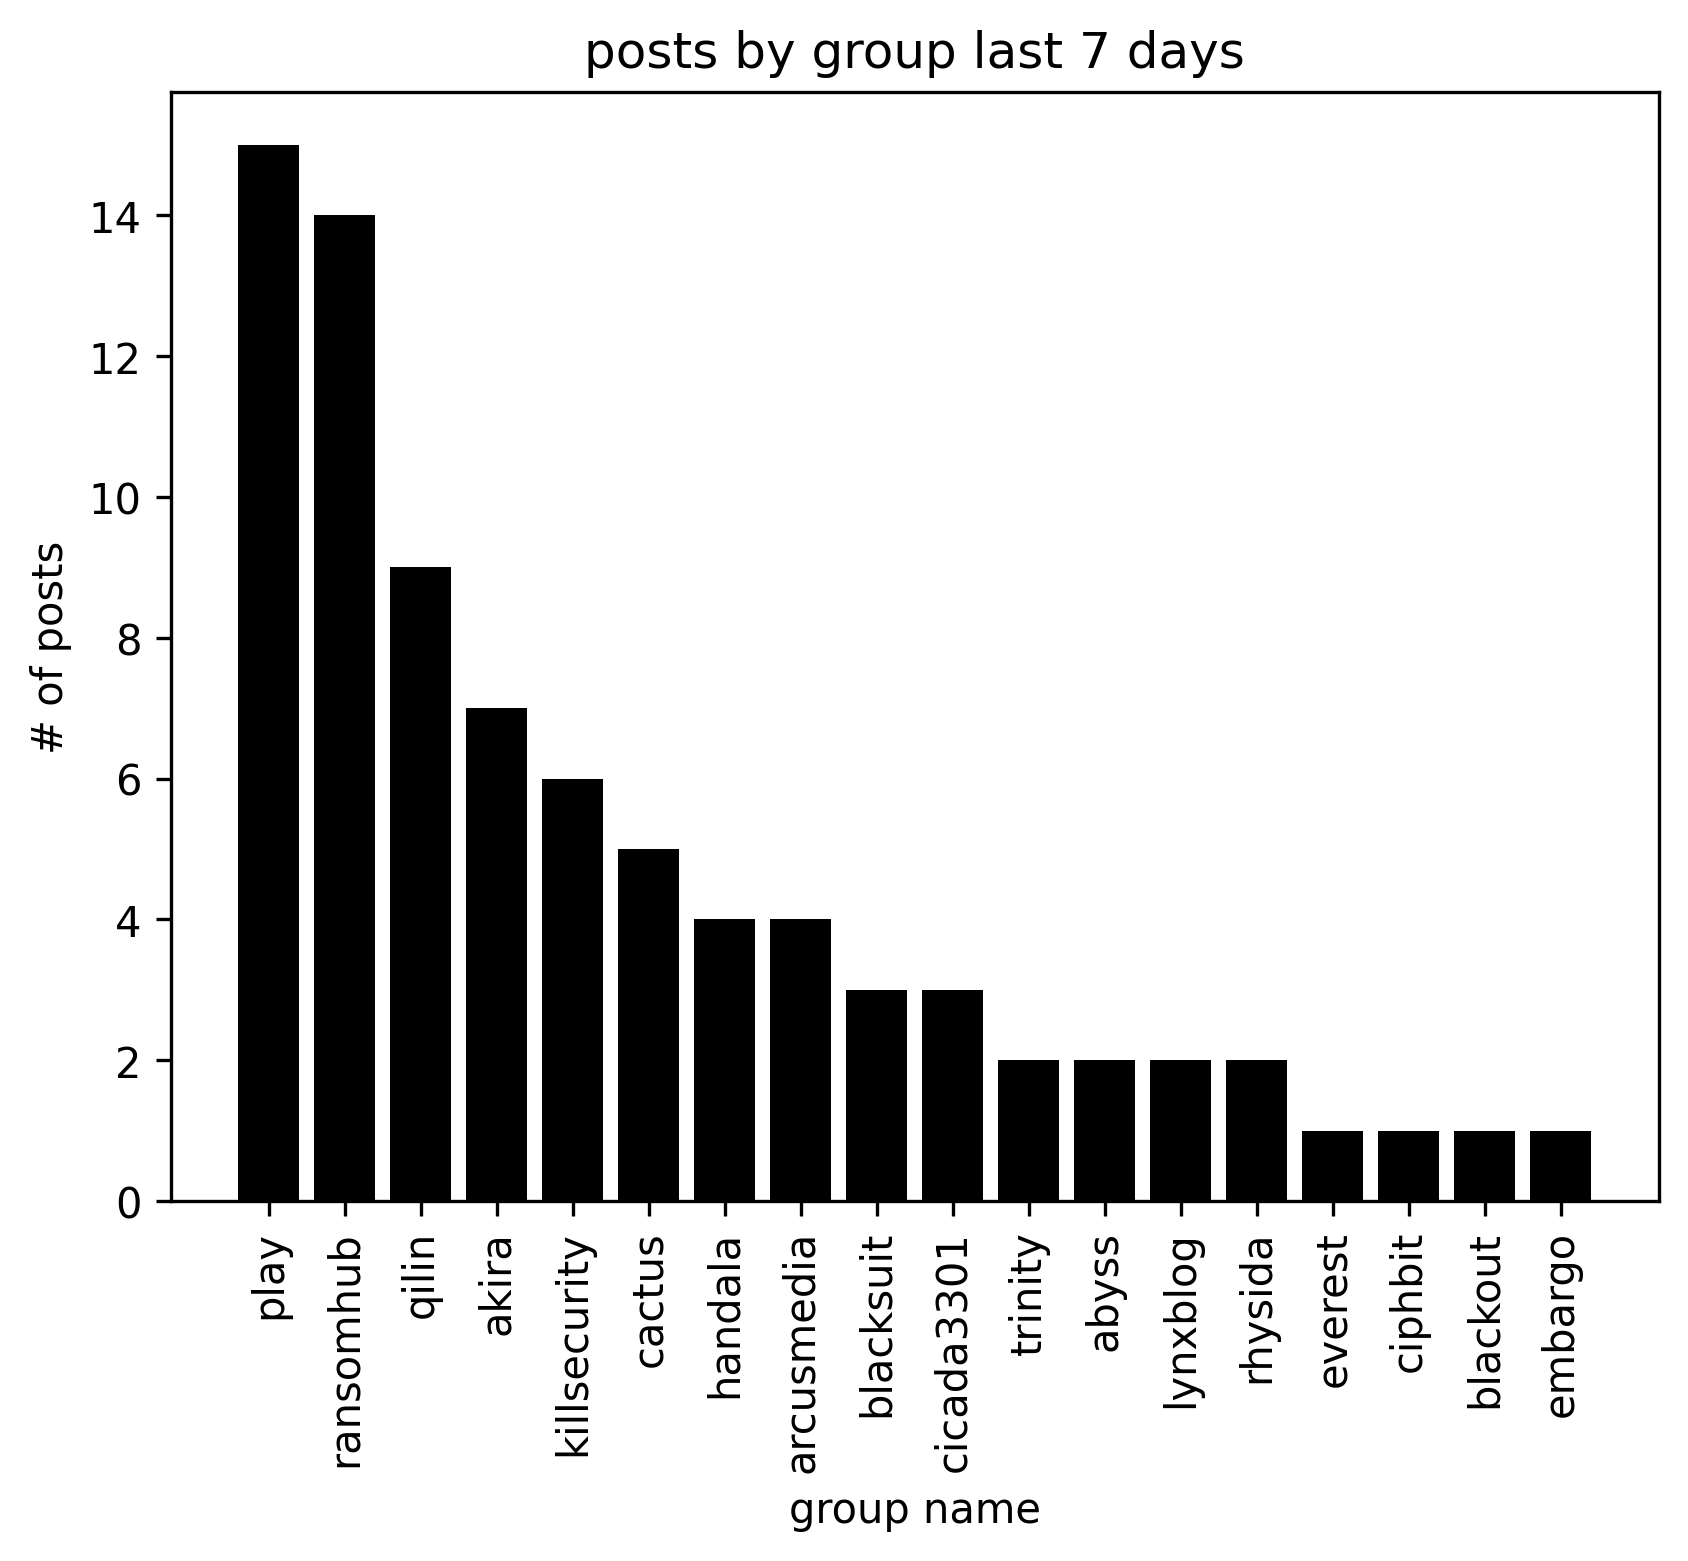 posts by group last 7 days
# of posts
14
12
10
8
6
4
2
0
play
ransomhub
qilin
akira
killsecurity
cactus
handala
arcusmedia
blacksuit
cicada3301
trinity
abyss
lynxblog
rhysida
everest
ciphbit
blackout
embargo
group name